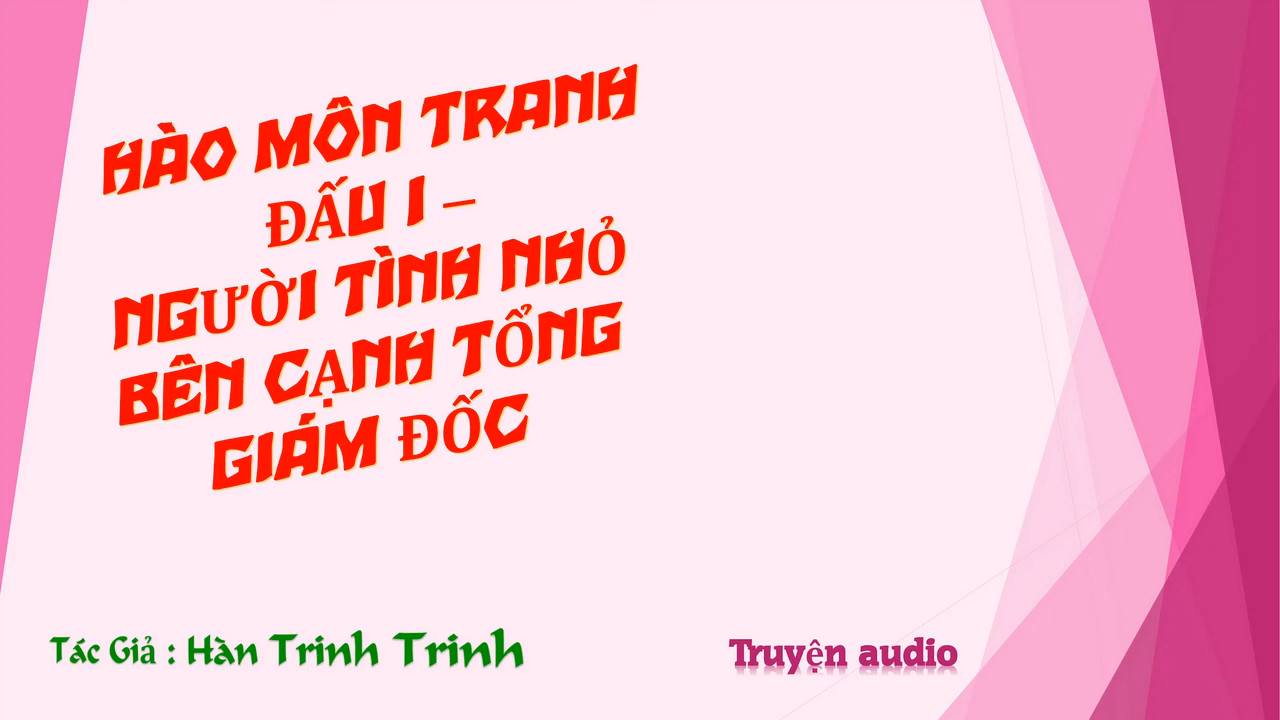 HÀO MÔN TRANH
ĐẤU I –
NGƯỜI TÌNH NHỎ
BÊN CẠNH TỔNG
GIÁM ĐỐC
Tác Giả : Hàn Trinh Trinh
Truyện audio